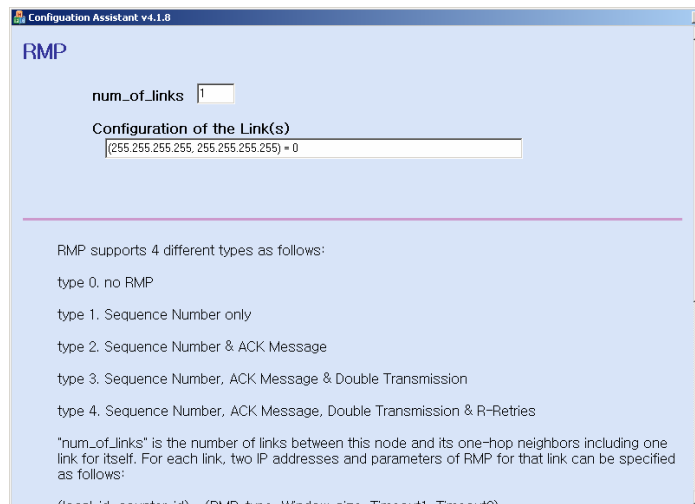 Configuation Assistant v4.1.8
RMP
num_of_links 1
Configuration of the Link(s)
(255.255.255.255, 255.255.255.255) = 0
RMP supports 4 different types as follows:
type 0. no RMP
type 1. Sequence Number only
type 2. Sequence Number & ACK Message
type 3. Sequence Number, ACK Message & Double Transmission
type 4. Sequence Number, ACK Message, Double Transmission & R-Retries
"num_of_links" is the number of links between this node and its one-hop neighbors including one
link for itself. For each link, two IP addresses and parameters of RMP for that link can be specified
as follows: